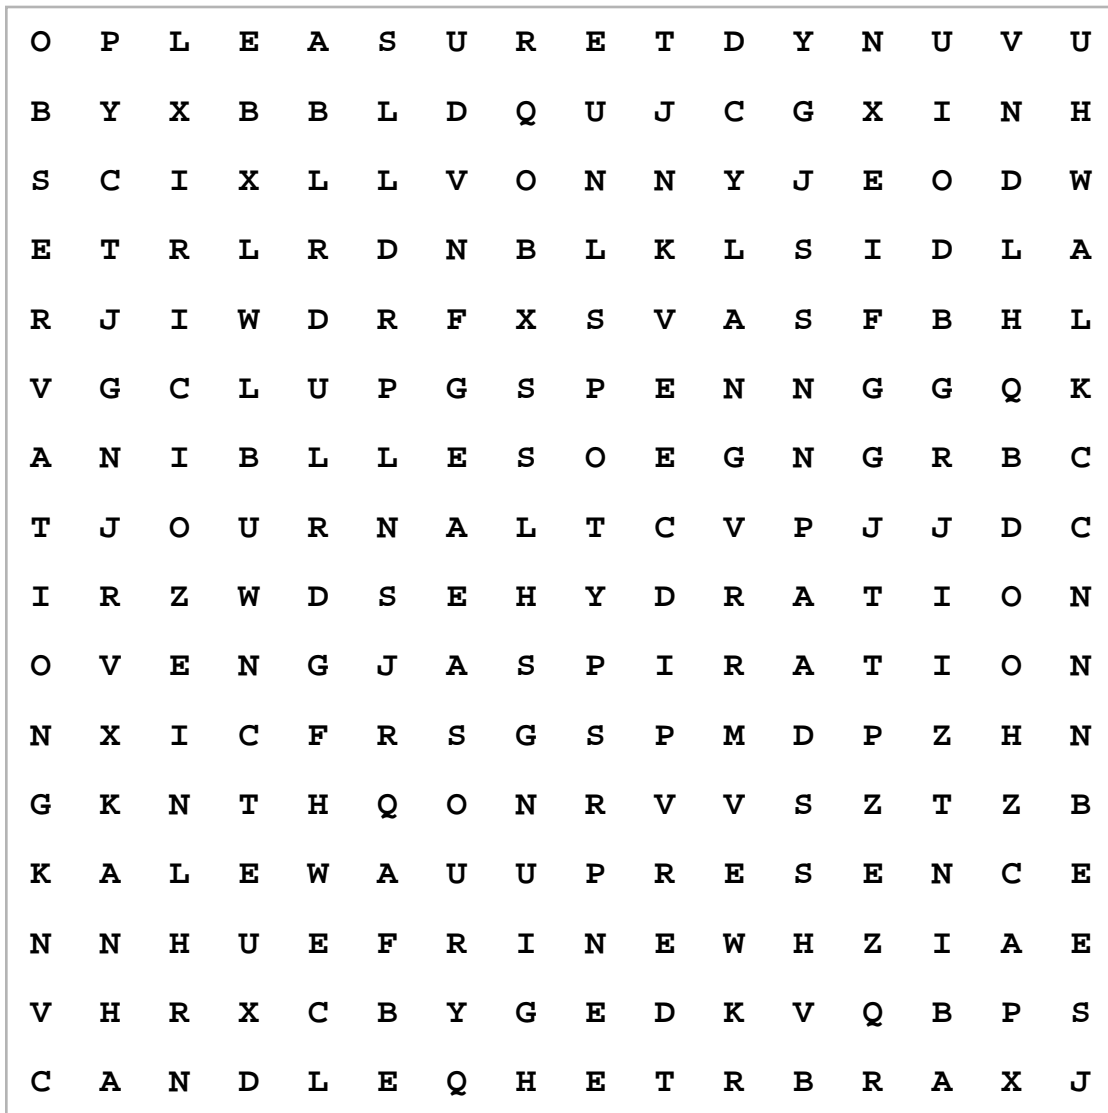 O P L E A S U R E T D Y N U V U
B Y X B B L D Q U J C G X I N H
S C I X L L V O N N Y J E O D W
E T R L R D N B L K L S I D L A
R J I W D R F X S V A S F B H L
V G C L U P G S P E N N G G Q K
A N I B L L E S O E G N G R B C
T J O U R N A L T C V P J J D C
I R Z W D S E H Y D R A T I O N
O V E N G J A S P I R A T I O N
N X I C F R S G S P M D P Z H N
G K N T H Q O N R V V S Z T Z B
K A L E W A U U P R E S E N C E
N N H U E F R I N E W H Z I A E
V H R X C B Y G E D K V Q B P S
C A N D L E Q H E T R B R A X J